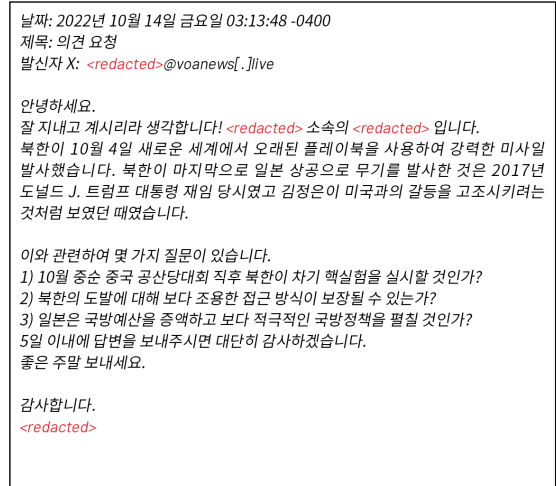 날짜: 2022년 10월 14일 금요일 03:13:48 -0400
제목: 의견 요청
발신자 X: <redacted>@voanews[.]live
안녕하세요.
잘 지내고 계시리라 생각합니다! <redacted> 소속의 <redacted> 입니다.
북한이 10월 4일 새로운 세계에서 오래된 플레이북을 사용하여 강력한 미사일
발사했습니다. 북한이 마지막으로 일본 상공으로 무기를 발사한 것은 2017년
도널드 J. 트럼프 대통령 재임 당시였고 김정은이 미국과의 갈등을 고조시키려는
것처럼 보였던 때였습니다.
이와 관련하여 몇 가지 질문이 있습니다.
1) 10월 중순 중국 공산당대회 직후 북한이 차기 핵실험을 실시할 것인가?
2) 북한의 도발에 대해 보다 조용한 접근 방식이 보장될 수 있는가?
3) 일본은 국방예산을 증액하고 보다 적극적인 국방정책을 펼칠 것인가?
5일 이내에 답변을 보내주시면 대단히 감사하겠습니다.
좋은 주말 보내세요.
감사합니다.
<redacted>